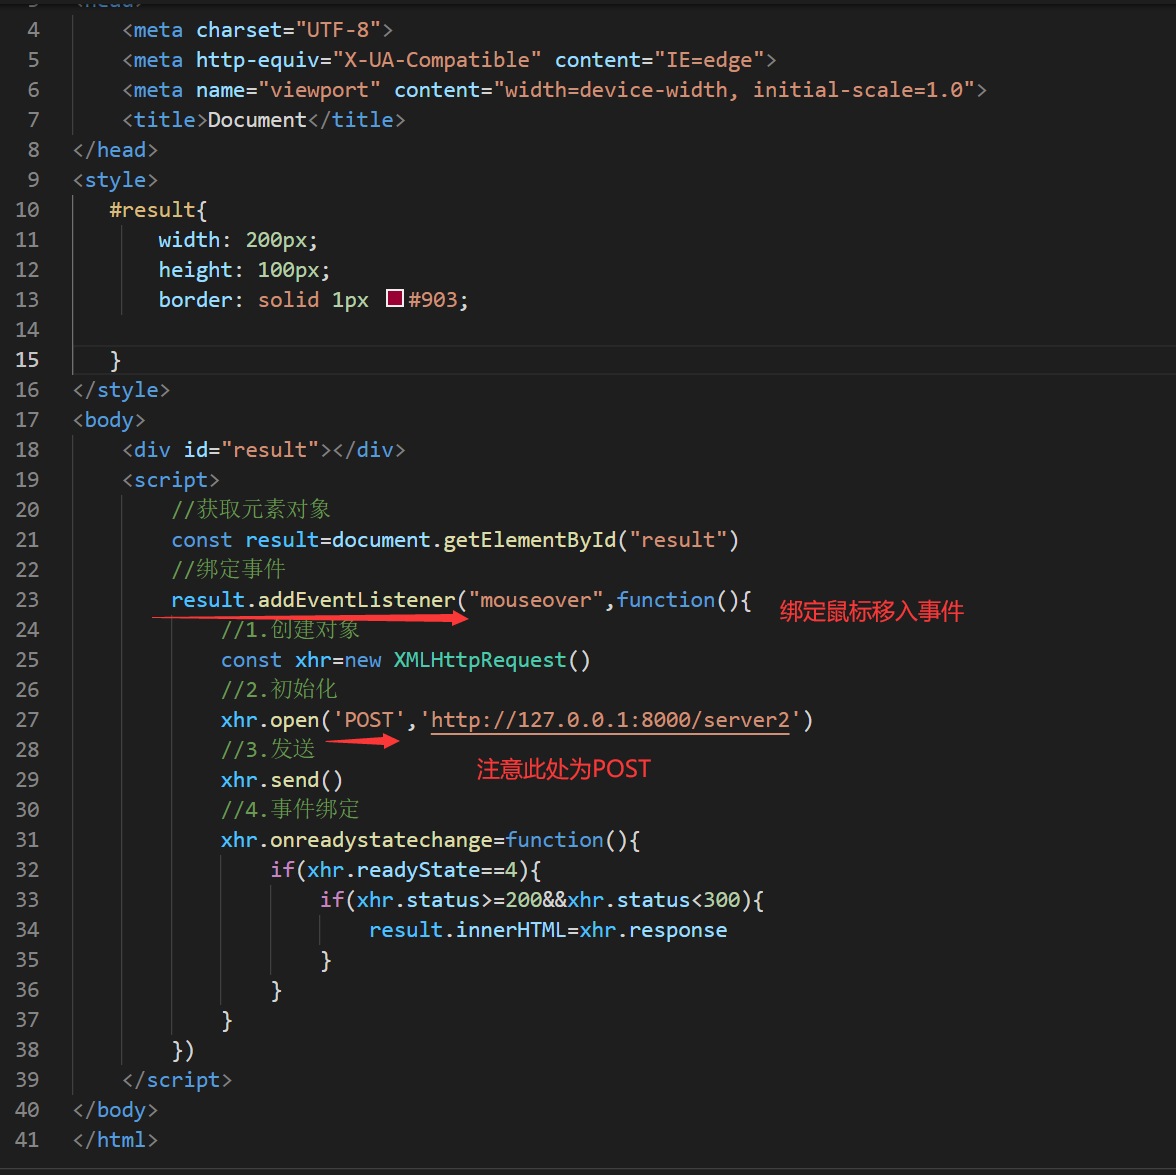 3 <head>
4 <meta charset="UTF-8">
5 <meta http-equiv="X-UA-Compatible" content="IE=edge">
6 <meta name="viewport" content="width=device-width, initial-scale=1.0">
7 <title>Document</title>
8 </head>
9 <style>
10 #result{
11 width: 200px;
12 height: 100px;
13 border: solid 1px #903;
14
15 }
16 </style>
17 <body>
18 <div id="result"></div>
19 <script>
20 //获取元素对象
21 const result=document.getElementById("result")
22 //绑定事件
23 result.addEventListener("mouseover",function(){
绑定鼠标移入事件
24 //1.创建对象
25 const xhr=new XMLHttpRequest()
26 //2.初始化
27 xhr.open('POST','http://127.0.0.1:8000/server2')
28 //3.发送
注意此处为POST
29 xhr.send()
30 //4.事件绑定
31 xhr.onreadystatechange=function(){
32 if(xhr.readyState==4){
33 if(xhr.status>=200&&xhr.status<300){
34 result.innerHTML=xhr.response
35 }
36 }
37 }
38 })
39 </script>
40 </body>
41 </html>